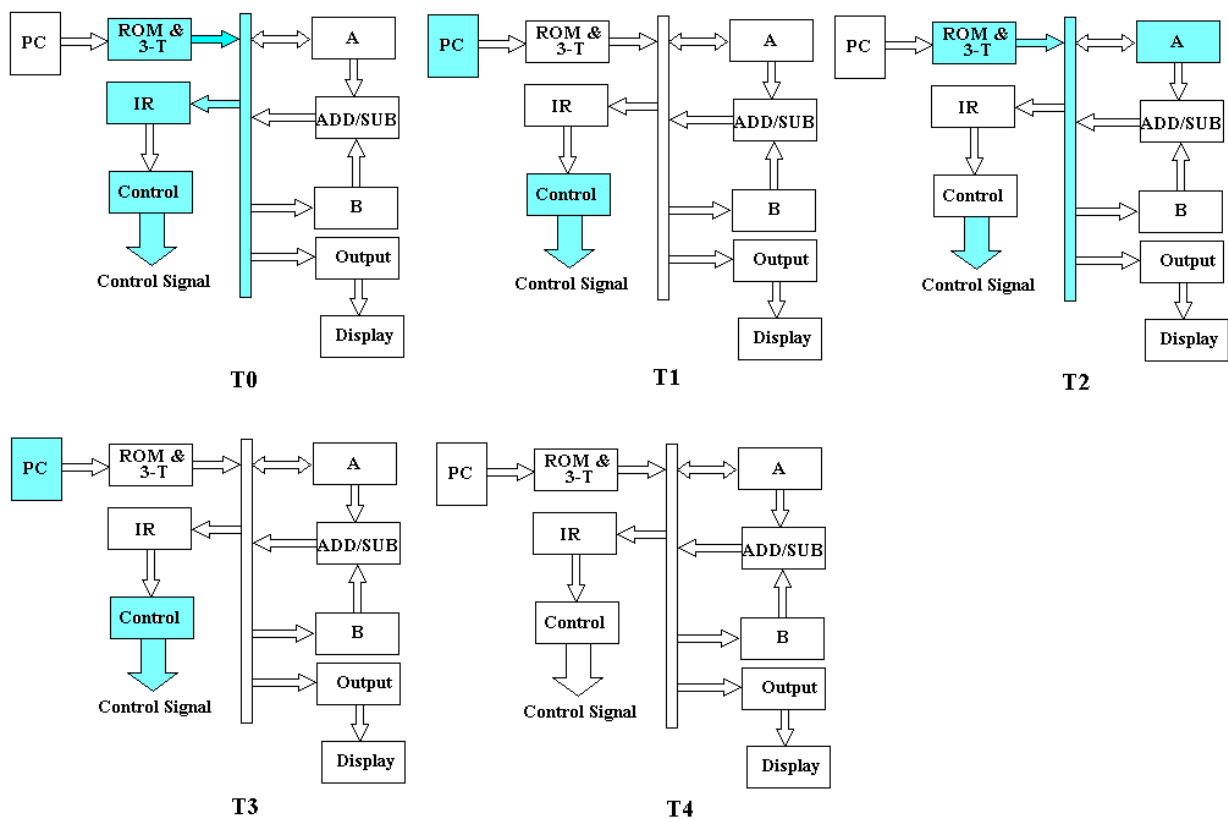 PC
ROM &
3-T
A
IR
ADD/SUB
Control
B
Output
Control Signal
Display
T0
PC
ROM &
3-T
A
IR
ADD/SUB
Control
B
Output
Control Signal
Display
T1
PC
ROM &
3-T
A
IR
ADD/SUB
Control
B
Output
Control Signal
Display
T2
PC
ROM &
3-T
A
IR
ADD/SUB
Control
B
Output
Control Signal
Display
T3
PC
ROM &
3-T
A
IR
ADD/SUB
Control
B
Output
Control Signal
Display
T4